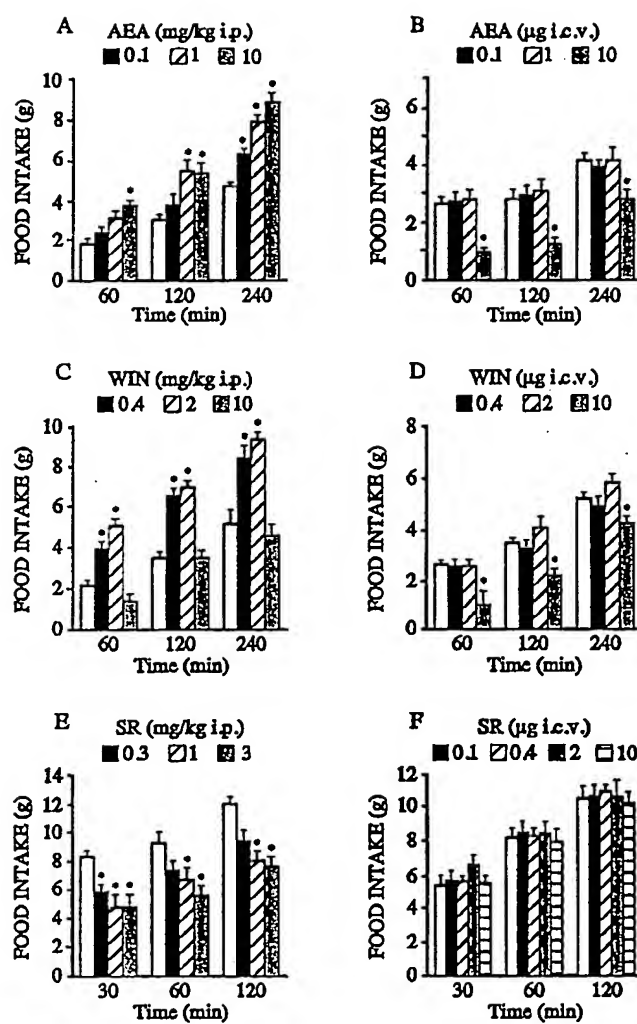 A AEA (mg/kg i.p.)
0.1 1 10
FOOD INTAKE (g)
10
8
6
4
2
0
60 120 240
Time (min)
B AEA (µg i.c.v.)
0.1 1 10
FOOD INTAKE (g)
8
6
4
2
0
60 120 240
Time (min)
C WIN (mg/kg i.p.)
0.4 2 10
FOOD INTAKE (g)
10
8
6
4
2
0
60 120 240
Time (min)
D WIN (µg i.c.v.)
0.4 2 10
FOOD INTAKE (g)
8
6
4
2
0
60 120 240
Time (min)
E SR (mg/kg i.p.)
0.3 1 3
FOOD INTAKE (g)
14
12
10
8
6
4
2
0
30 60 120
Time (min)
F SR (µg i.c.v.)
0.1 0.4 2 10
FOOD INTAKE (g)
12
10
8
6
4
2
0
30 60 120
Time (min)